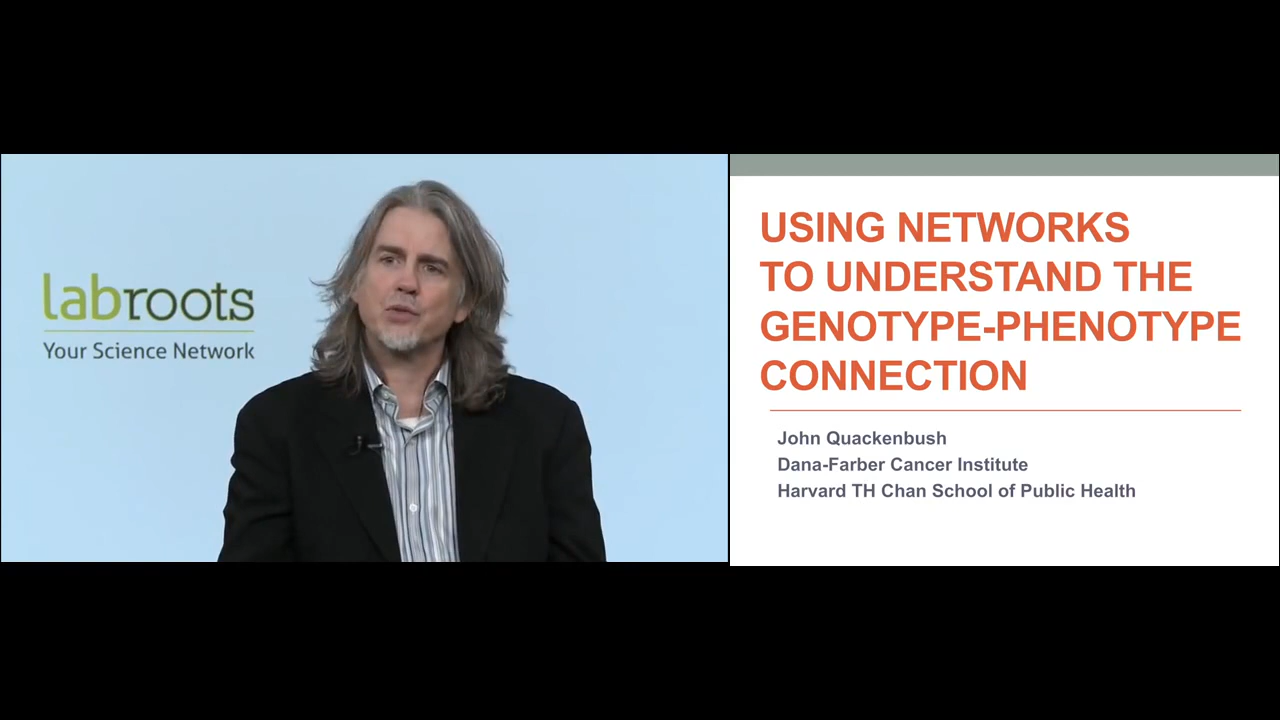 labroots
Your Science Network
USING NETWORKS
TO UNDERSTAND THE
GENOTYPE-PHENOTYPE
CONNECTION
John Quackenbush
Dana-Farber Cancer Institute
Harvard TH Chan School of Public Health